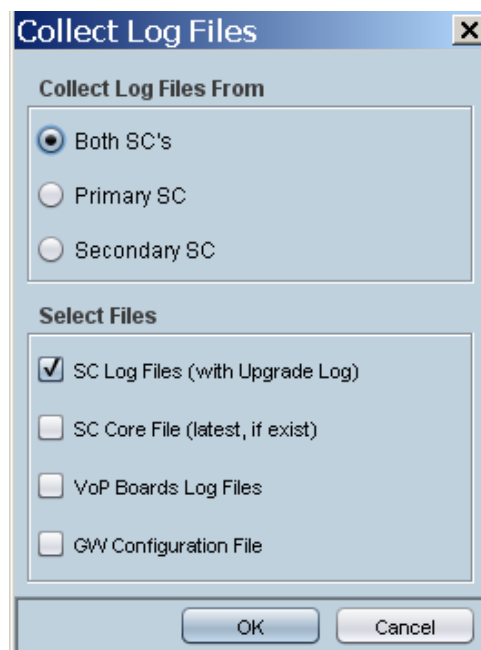 Collect Log Files
Collect Log Files From
Both SC's
Primary SC
Secondary SC
Select Files
SC Log Files (with Upgrade Log)
SC Core File (latest, if exist)
VoP Boards Log Files
GW Configuration File
OK Cancel